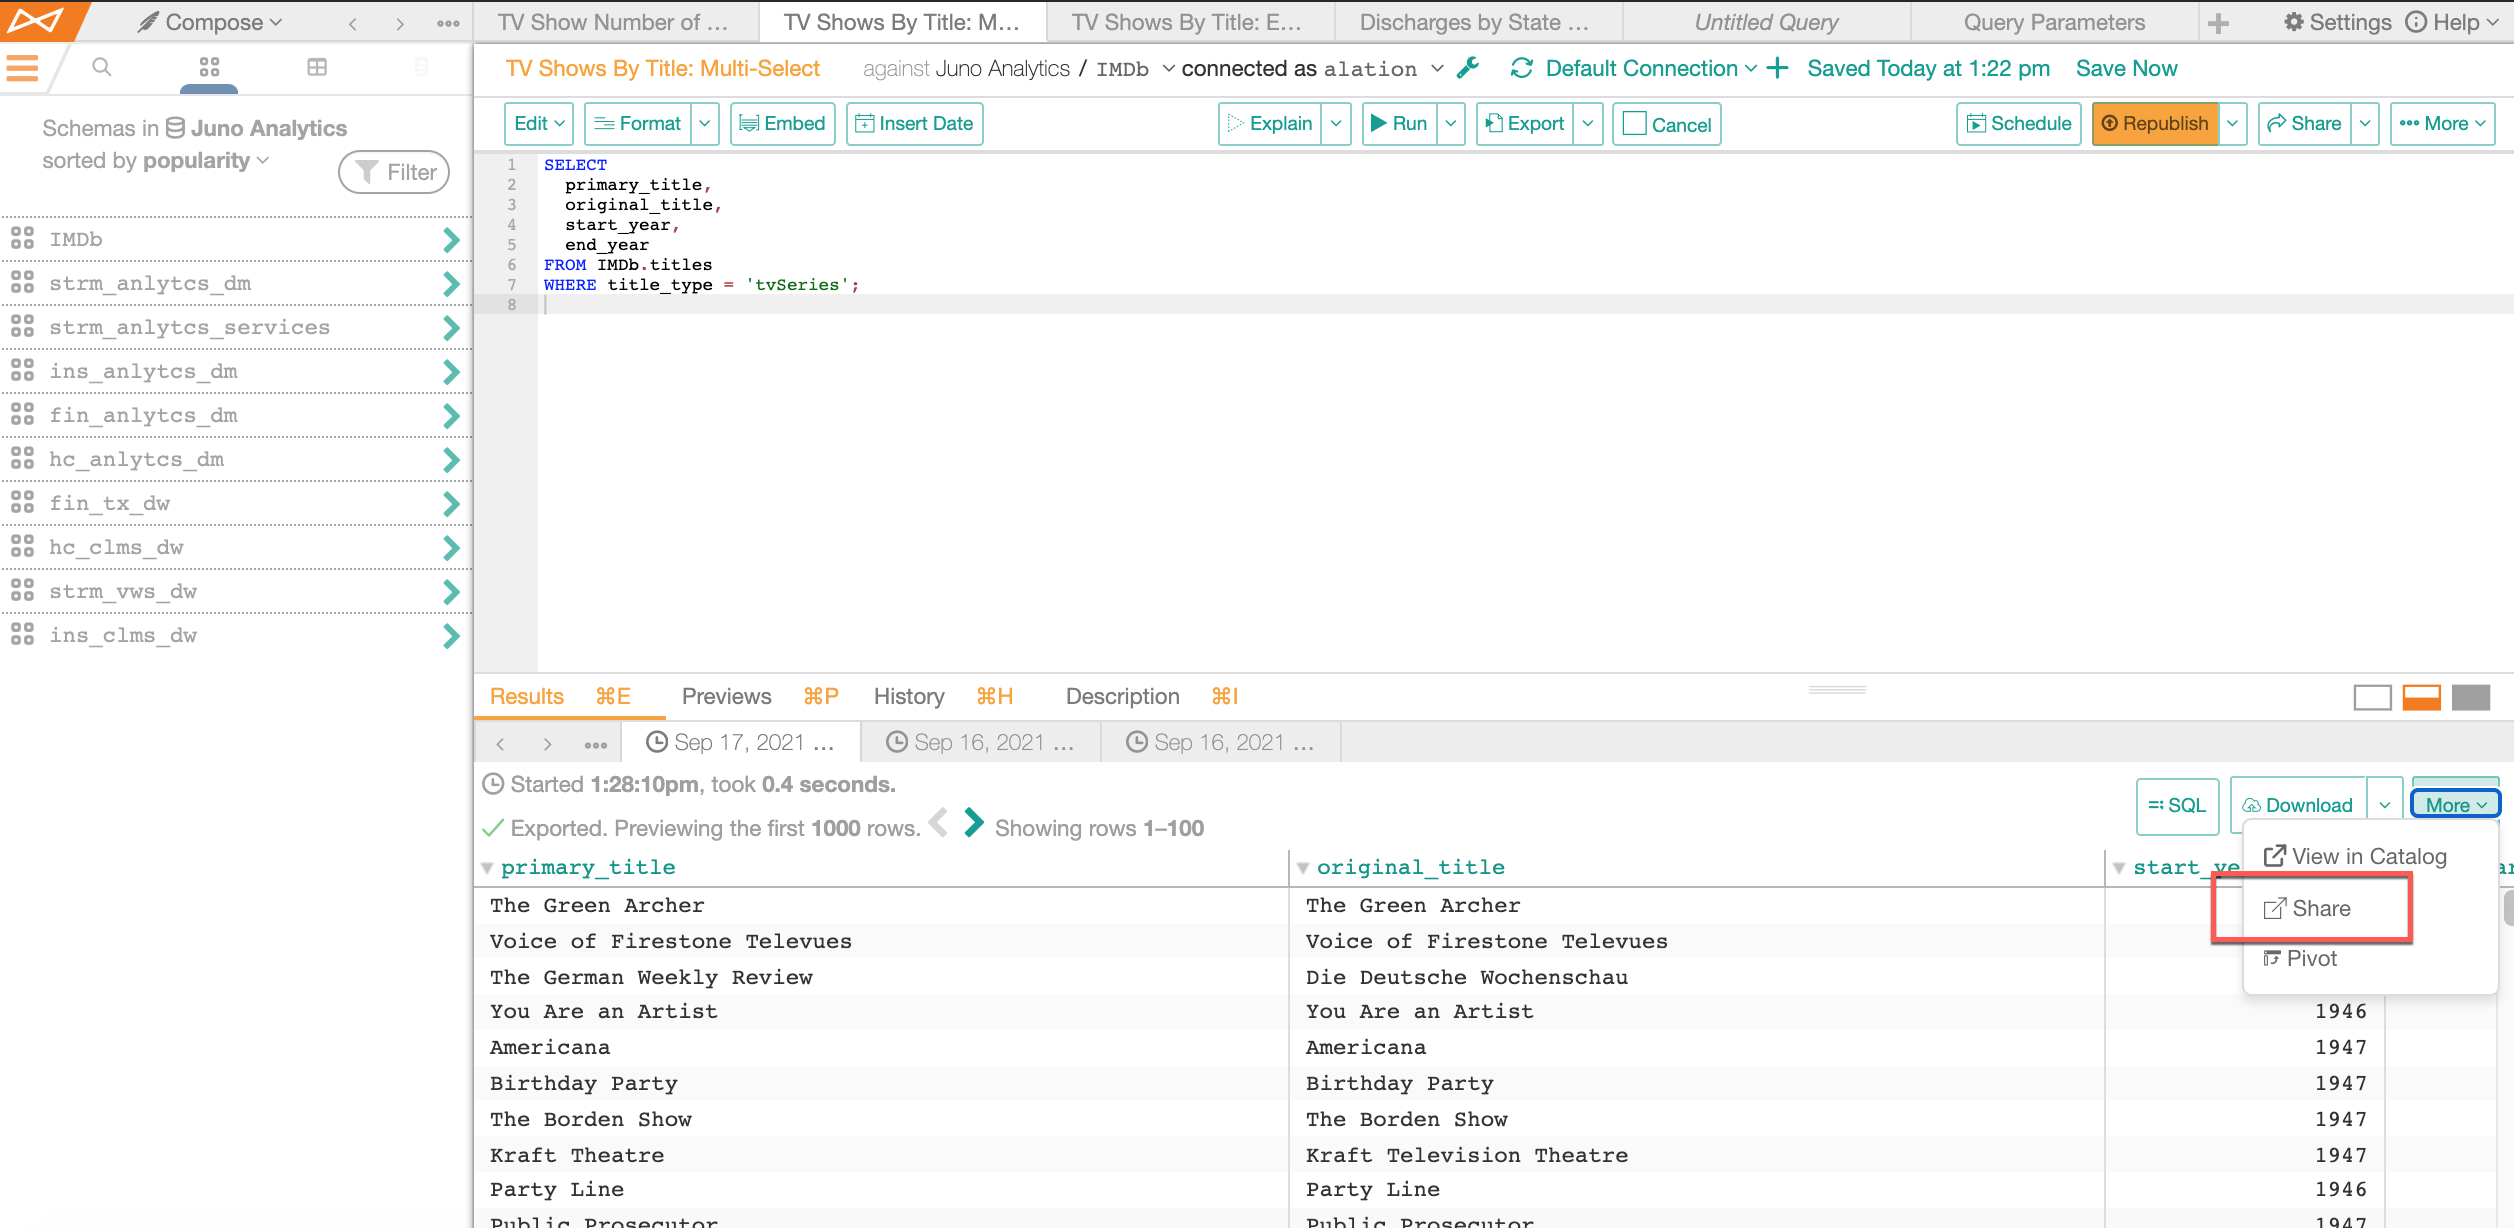 Compose
TV Show Number of ...
TV Shows By Title: M...
TV Shows By Title: E...
Discharges by State ...
Untitled Query
Query Parameters
Settings
Help
TV Shows By Title: Multi-Select against Juno Analytics / IMDb connected as alation Default Connection Saved Today at 1:22 pm Save Now
Schemas in Juno Analytics
sorted by popularity
Filter
Edit Format Embed Insert Date Explain Run Export Cancel Schedule Republish Share More
IMDb
strm_anlytcs_dm
strm_anlytcs_services
ins_anlytcs_dm
fin_anlytcs_dm
hc_anlytcs_dm
fin_tx_dw
hc_clms_dw
strm_vws_dw
ins_clms_dw
1 SELECT
2 primary_title,
3 original_title,
4 start_year,
5 end_year
6 FROM IMDb.titles
7 WHERE title_type = 'tvSeries';
8
Results ⌘E Previews ⌘P History ⌘H Description ⌘I
Sep 17, 2021 ... Sep 16, 2021 ... Sep 16, 2021 ...
Started 1:28:10pm, took 0.4 seconds.
SQL Download More
Exported. Previewing the first 1000 rows. Showing rows 1–100
View in Catalog
Share
Pivot
primary_title original_title start_ye
The Green Archer The Green Archer
Voice of Firestone Televues Voice of Firestone Televues
The German Weekly Review Die Deutsche Wochenschau
You Are an Artist You Are an Artist 1946
Americana Americana 1947
Birthday Party Birthday Party 1947
The Borden Show The Borden Show 1947
Kraft Theatre Kraft Television Theatre 1947
Party Line Party Line 1946
Public Prosecutor Public Prosecutor 1947